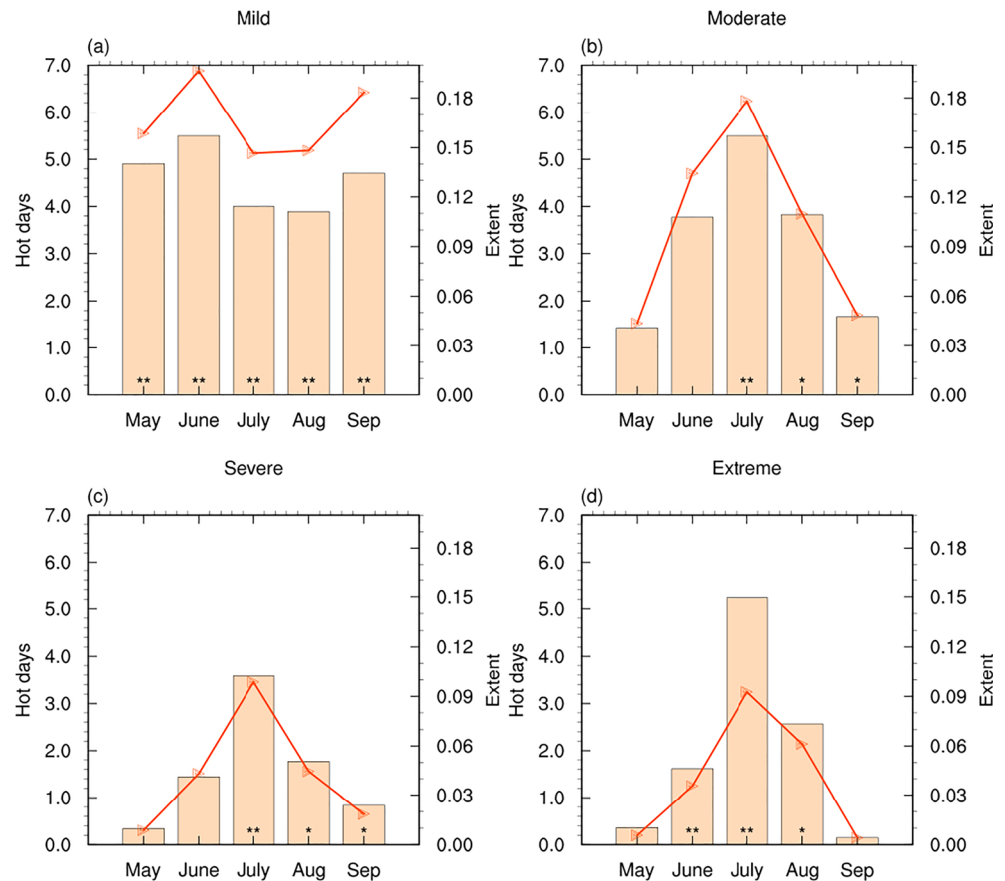 Mild
Moderate
(a)
(b)
7.0
6.0
5.0
4.0
3.0
2.0
1.0
0.0
Hot days
0.18
0.15
0.12
0.09
0.06
0.03
0.00
Extent
** ** ** ** **
May June July Aug Sep
7.0
6.0
5.0
4.0
3.0
2.0
1.0
0.0
Hot days
0.18
0.15
0.12
0.09
0.06
0.03
0.00
Extent
** * *
May June July Aug Sep
Severe
Extreme
(c)
(d)
7.0
6.0
5.0
4.0
3.0
2.0
1.0
0.0
Hot days
0.18
0.15
0.12
0.09
0.06
0.03
0.00
Extent
** * *
May June July Aug Sep
7.0
6.0
5.0
4.0
3.0
2.0
1.0
0.0
Hot days
0.18
0.15
0.12
0.09
0.06
0.03
0.00
Extent
** ** *
May June July Aug Sep